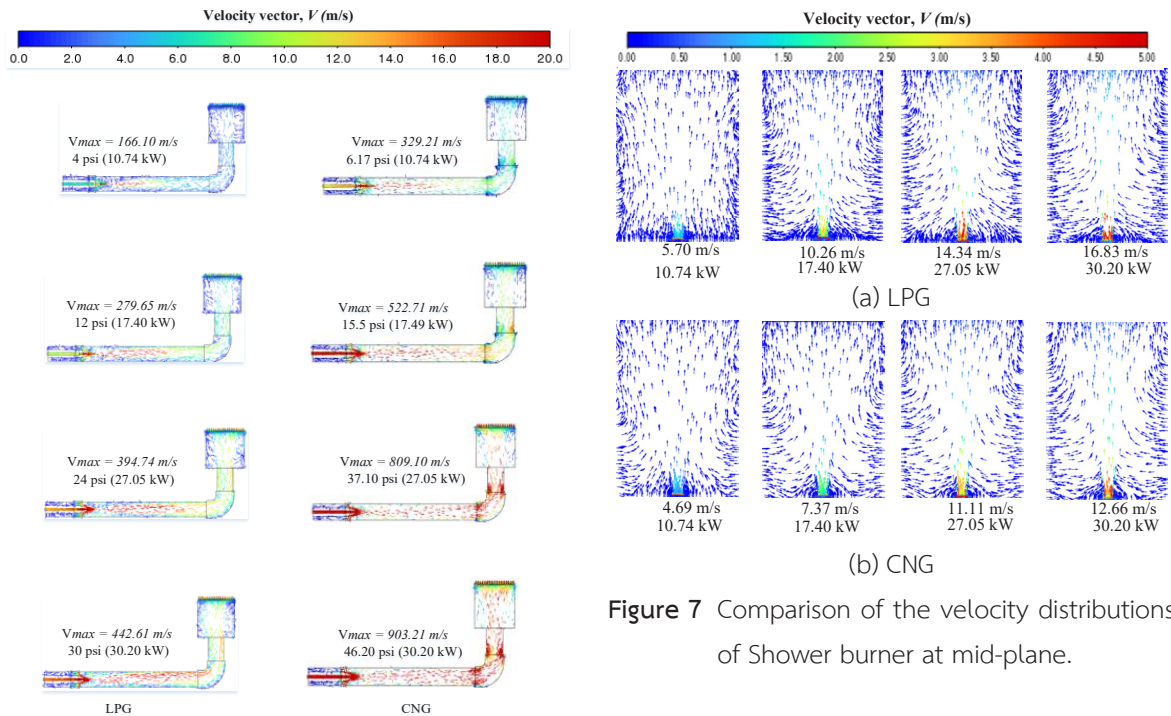 Velocity vector, V (m/s)
0.00 2.0 4.0 6.0 8.0 10.0 12.0 14.0 16.0 18.0 20.0
Vmax = 166.10 m/s
4 psi (10.74 kW)
Vmax = 329.21 m/s
6.17 psi (10.74 kW)
Vmax = 279.65 m/s
12 psi (17.40 kW)
Vmax = 522.71 m/s
15.5 psi (17.49 kW)
Vmax = 394.74 m/s
24 psi (27.05 kW)
Vmax = 809.10 m/s
37.10 psi (27.05 kW)
Vmax = 442.61 m/s
30 psi (30.20 kW)
Vmax = 903.21 m/s
46.20 psi (30.20 kW)
LPG CNG
Velocity vector, V (m/s)
0.00 0.50 1.00 1.50 2.00 2.50 3.00 3.50 4.00 4.50 5.00
5.70 m/s 10.26 m/s 14.34 m/s 16.83 m/s
10.74 kW 17.40 kW 27.05 kW 30.20 kW
(a) LPG
4.69 m/s 7.37 m/s 11.11 m/s 12.66 m/s
10.74 kW 17.40 kW 27.05 kW 30.20 kW
(b) CNG
Figure 7 Comparison of the velocity distributions
of Shower burner at mid-plane.